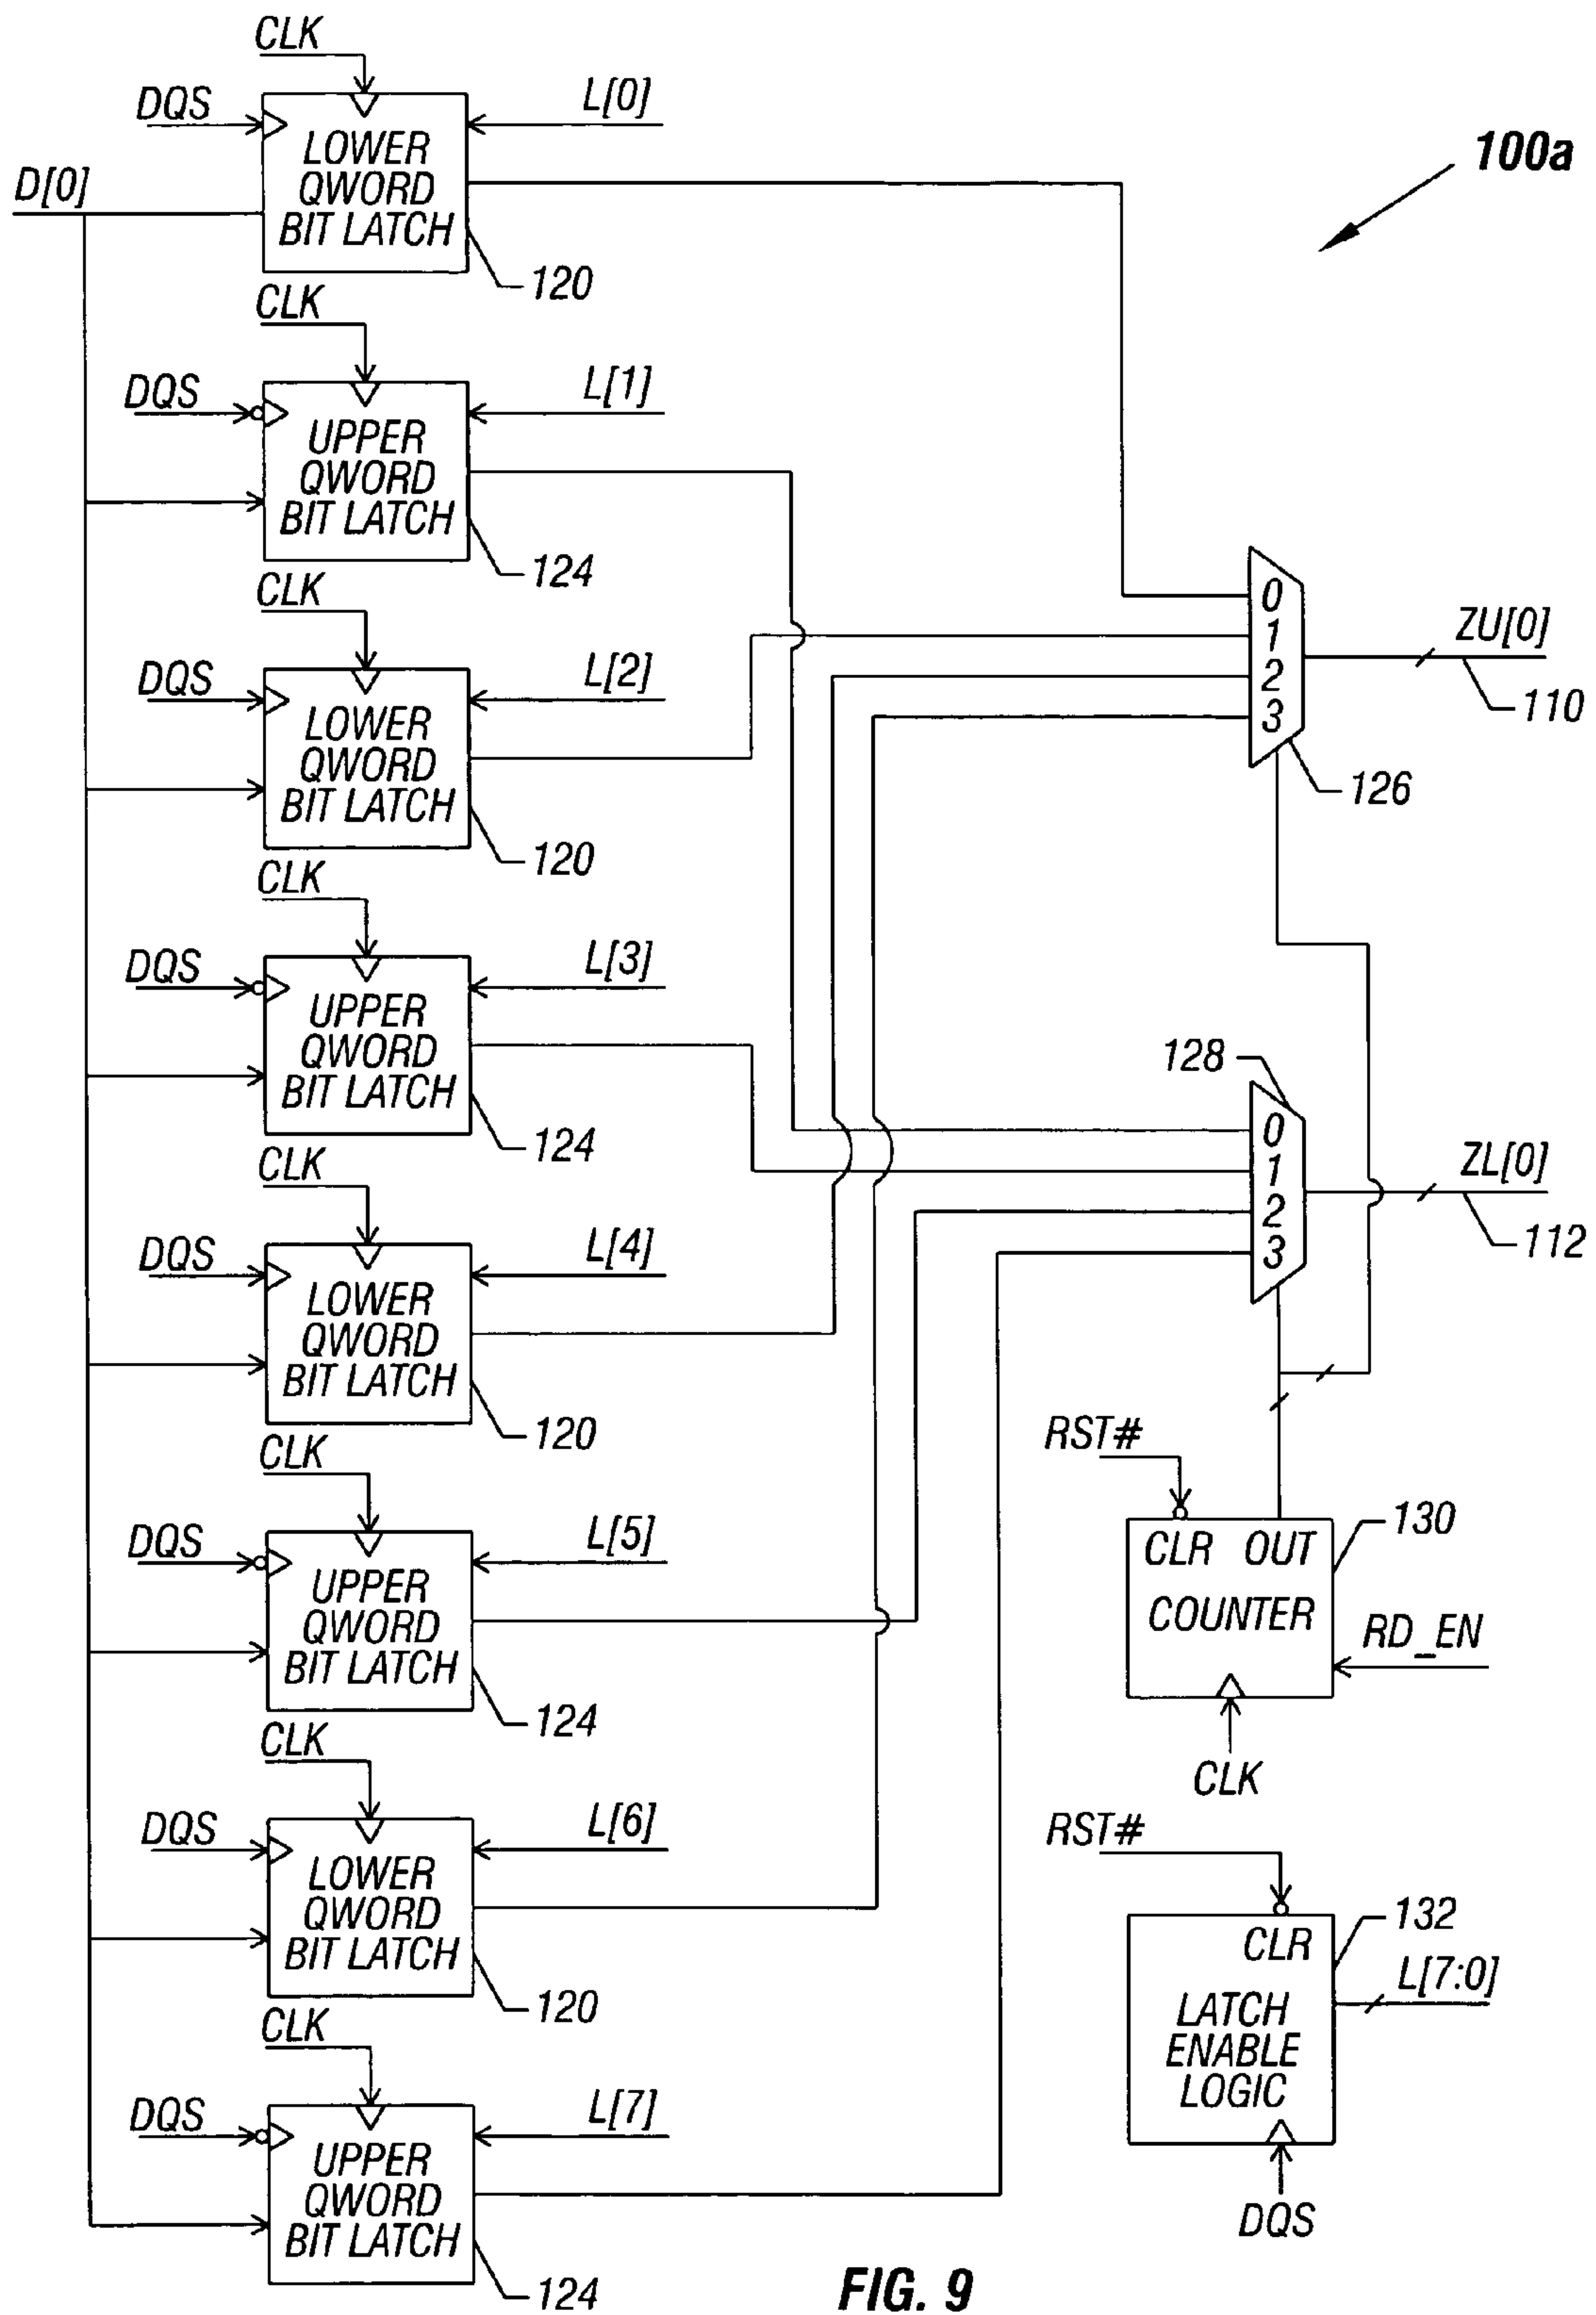 CLK
DQS
L[0]
D[0]
LOWER
QWORD
BIT LATCH
120
100a
CLK
DQS
L[1]
UPPER
QWORD
BIT LATCH
124
CLK
DQS
L[2]
LOWER
QWORD
BIT LATCH
120
0
1
2
3
ZU[0]
110
126
CLK
DQS
L[3]
UPPER
QWORD
BIT LATCH
124
128
0
1
2
3
ZL[0]
112
CLK
DQS
L[4]
LOWER
QWORD
BIT LATCH
120
CLK
DQS
L[5]
UPPER
QWORD
BIT LATCH
124
RST#
CLR OUT
COUNTER
130
RD_EN
CLK
CLK
DQS
L[6]
LOWER
QWORD
BIT LATCH
120
RST#
CLR
132
L[7:0]
LATCH
ENABLE
LOGIC
DQS
CLK
DQS
L[7]
UPPER
QWORD
BIT LATCH
124
FIG. 9